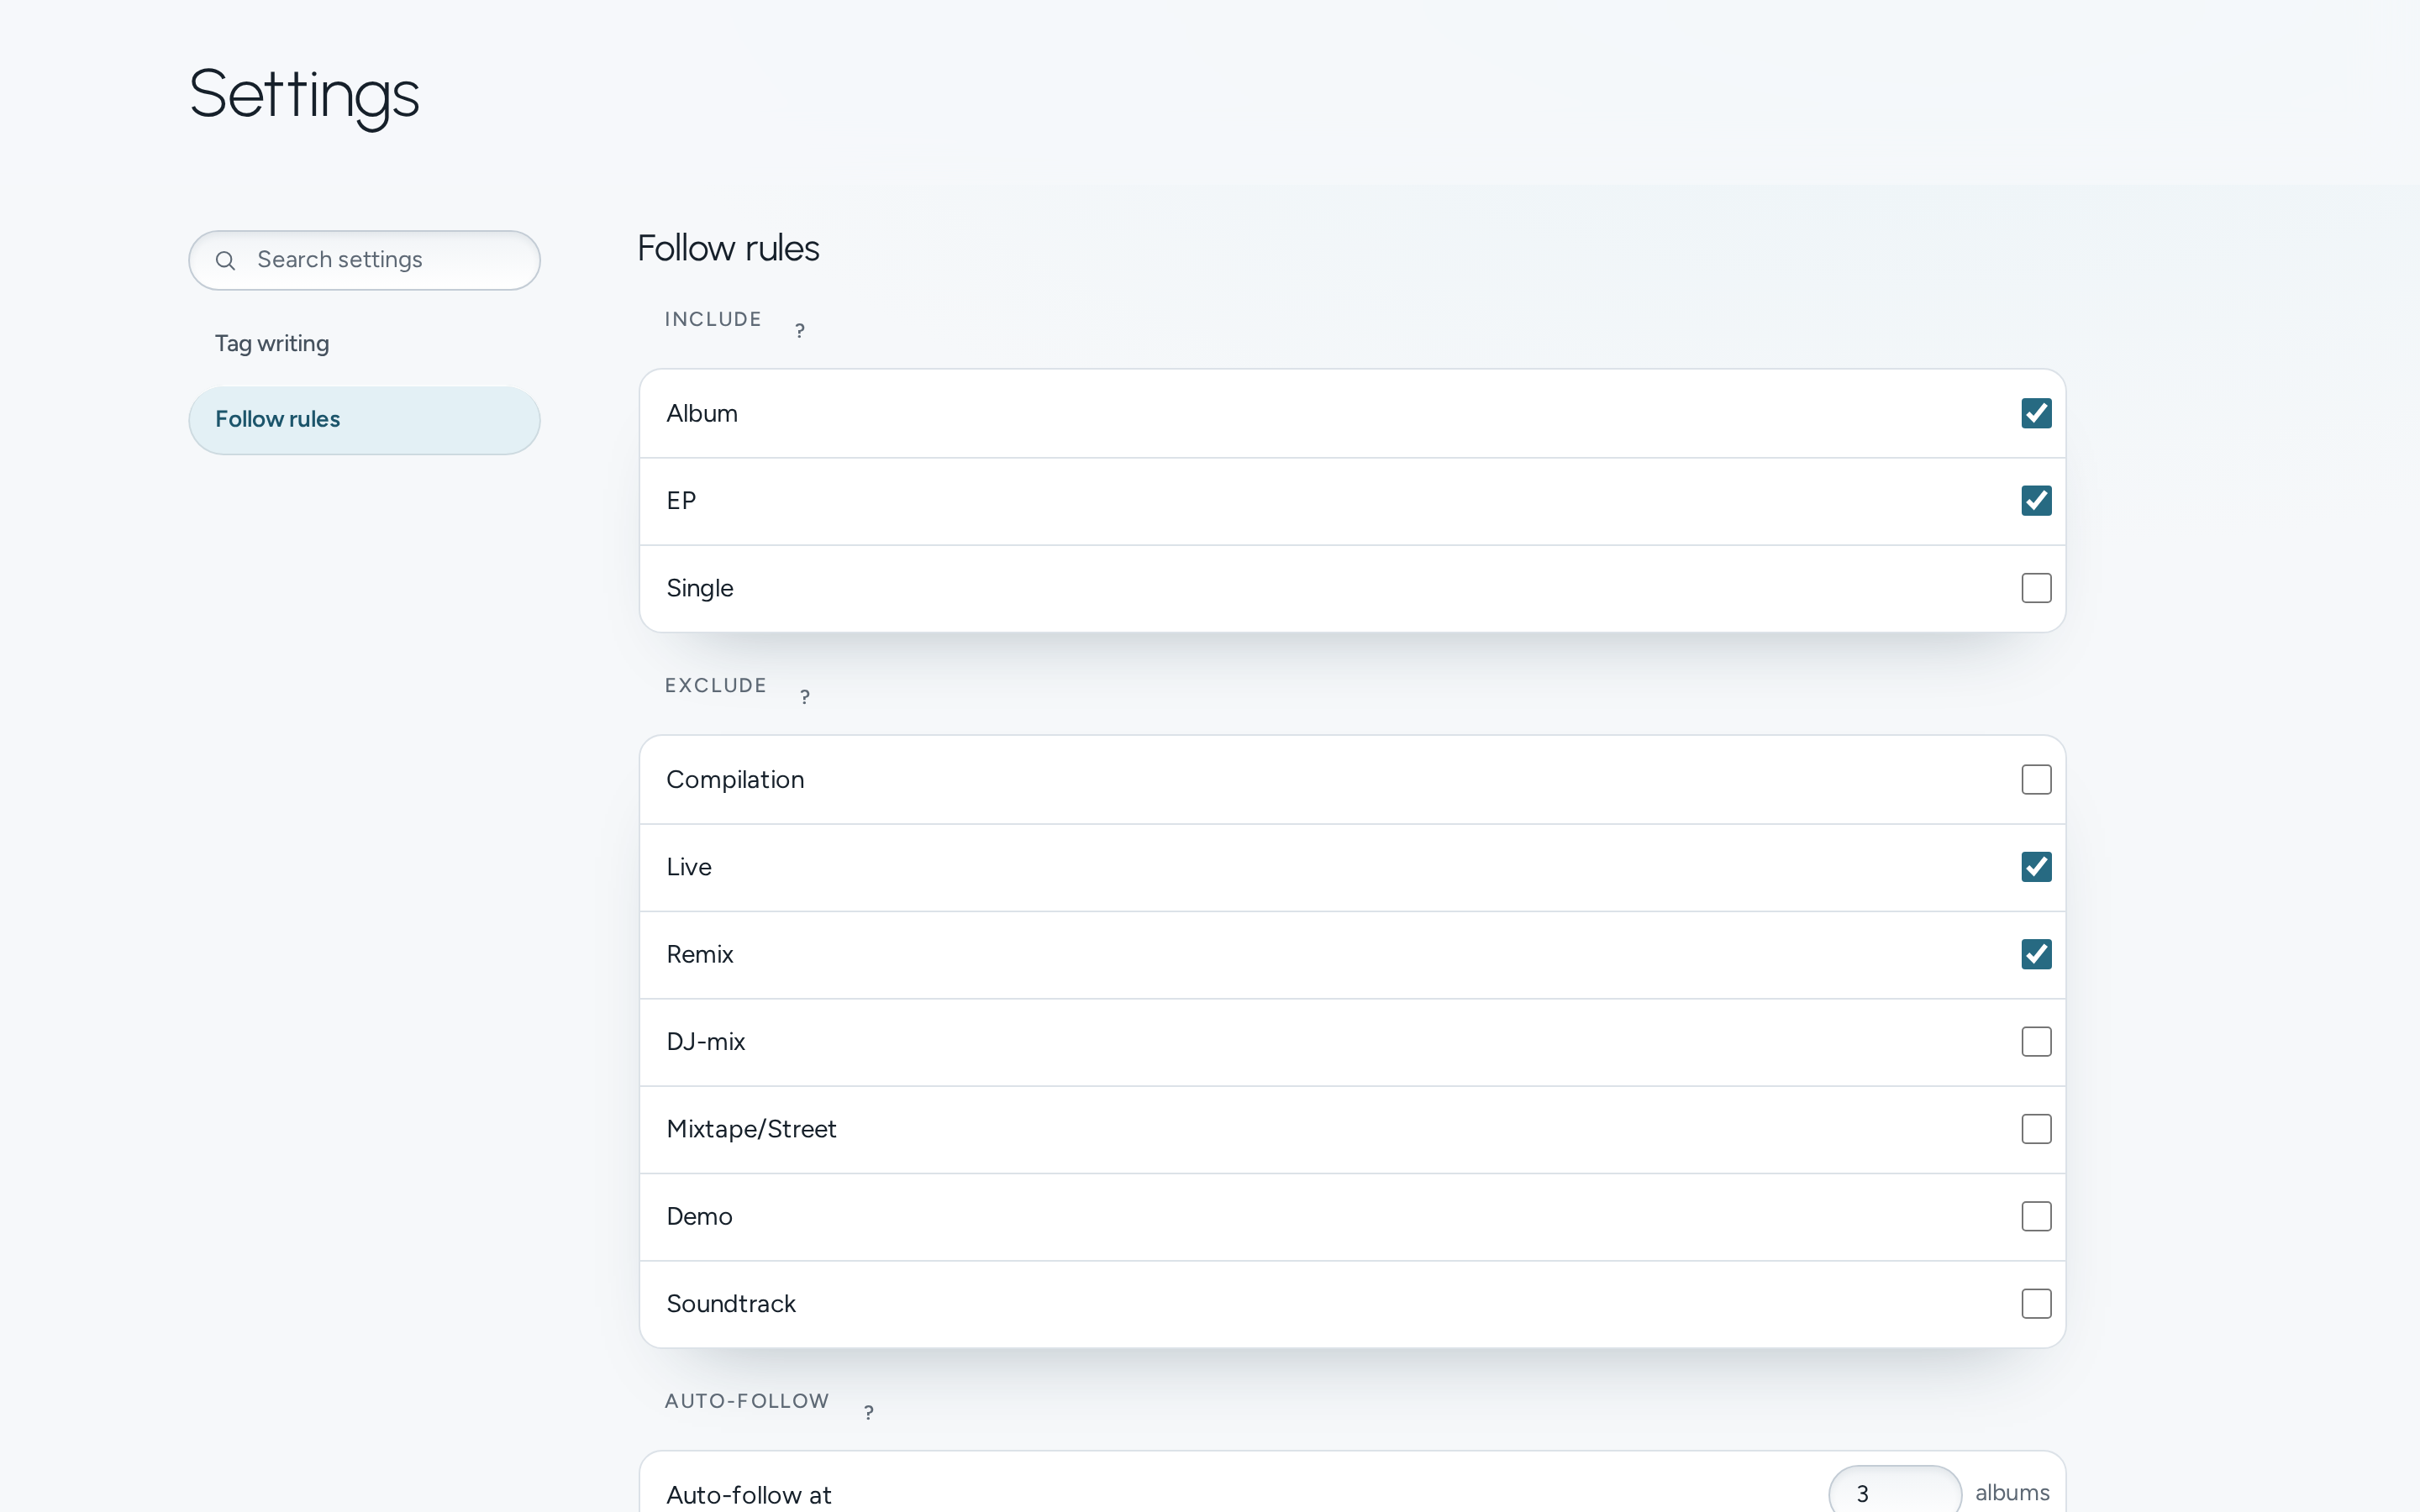 Settings
Search settings
Tag writing
Follow rules
Follow rules
INCLUDE ?
Album
EP
Single
EXCLUDE ?
Compilation
Live
Remix
DJ-mix
Mixtape/Street
Demo
Soundtrack
AUTO-FOLLOW ?
Auto-follow at 3 albums